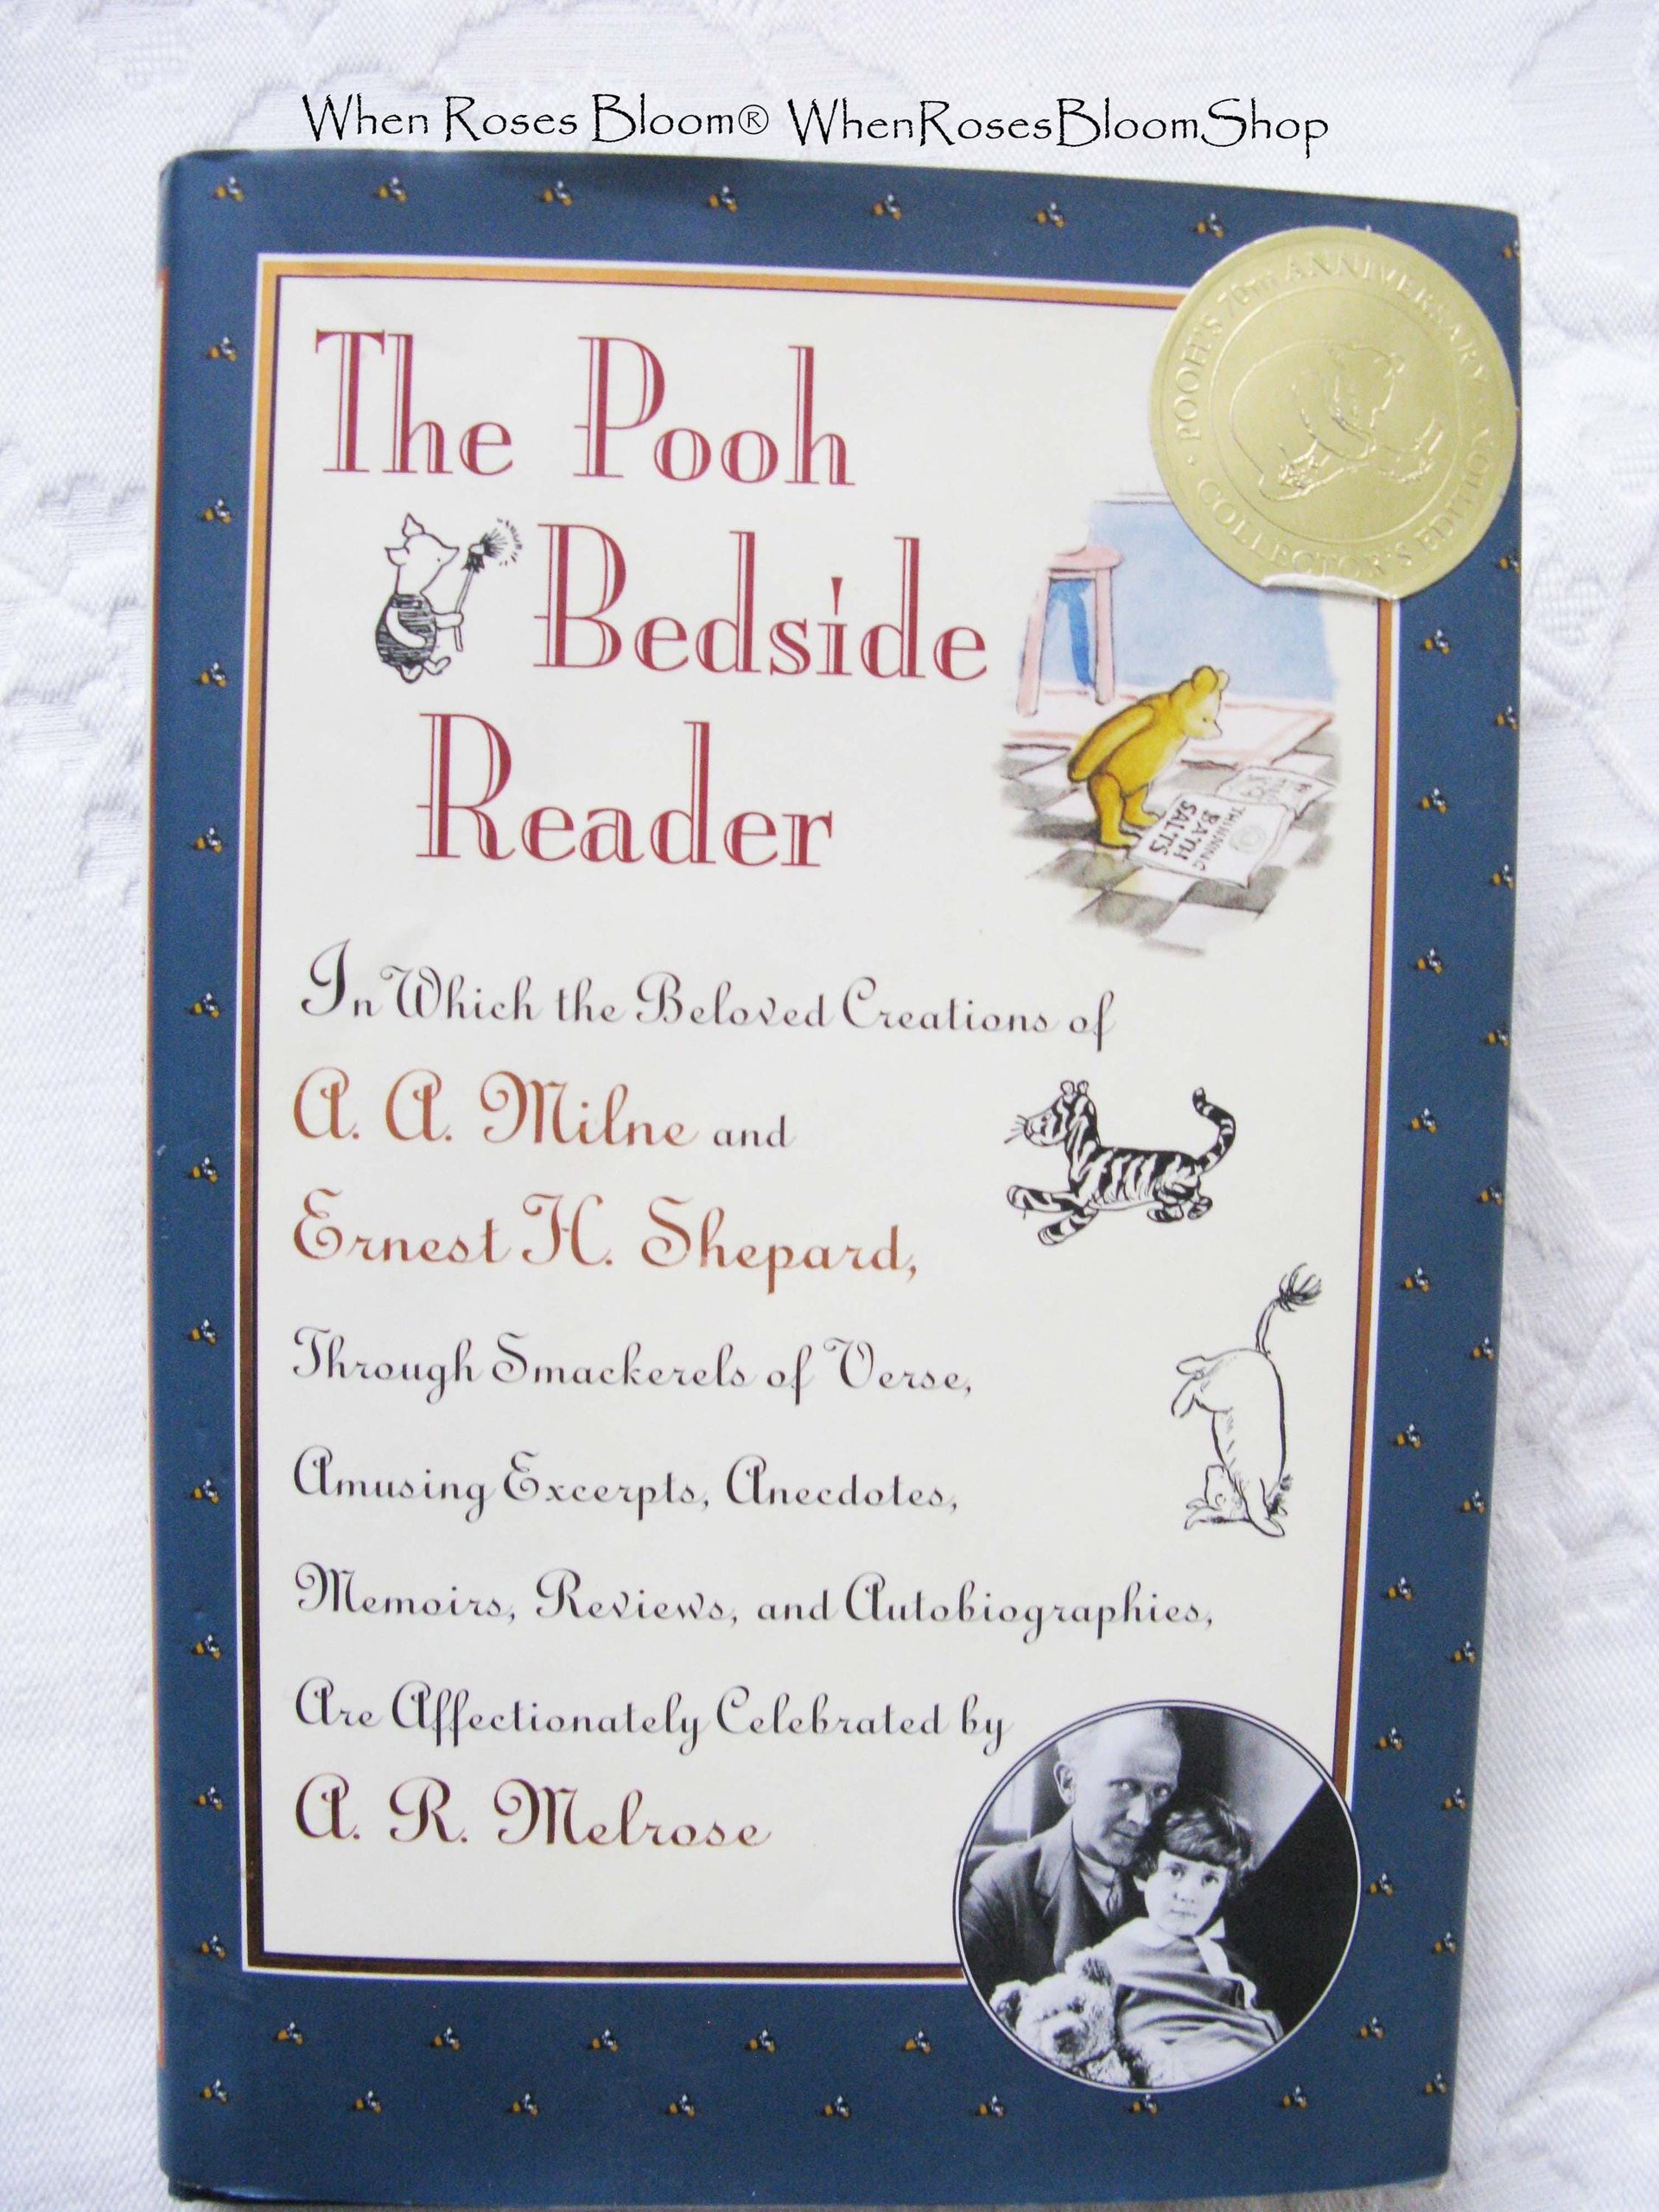 When Roses Bloom® WhenRosesBloomShop
POOH'S 70TH ANNIVERSARY
COLLECTOR'S EDITION
The Pooh
Bedside
Reader
THINNING
BATH
SALTS
In Which the Beloved Creations of
A. A. Milne and
Ernest H. Shepard,
Through Smackerels of Verse,
Amusing Excerpts, Anecdotes,
Memoirs, Reviews, and Autobiographies,
Are Affectionately Celebrated by
A. R. Melrose